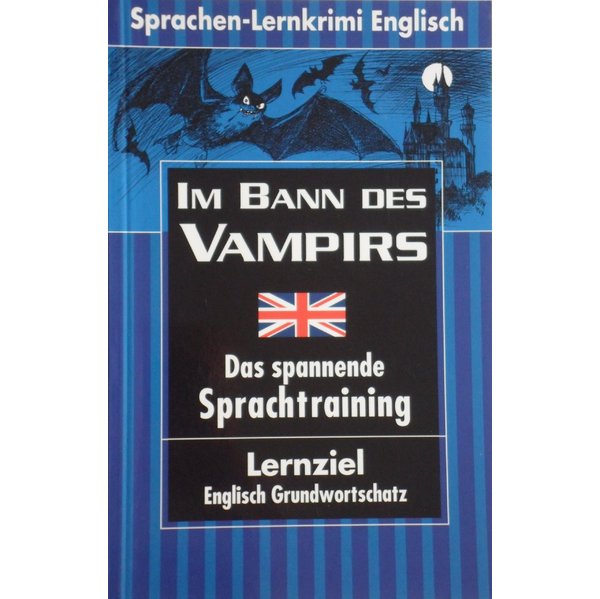 Sprachen-Lernkrimi Englisch
IM BANN DES
VAMPIRS
Das spannende
Sprachtraining
Lernziel
Englisch Grundwortschatz